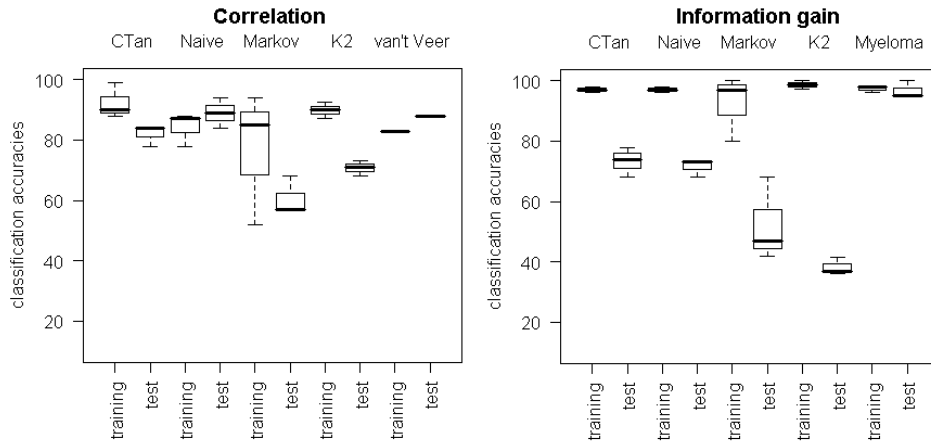 Correlation
CTan Naive Markov K2 van't Veer
classification accuracies
100
80
60
40
20
training
test
training
test
training
test
training
test
training
test
Information gain
CTan Naive Markov K2 Myeloma
classification accuracies
100
80
60
40
20
training
test
training
test
training
test
training
test
training
test